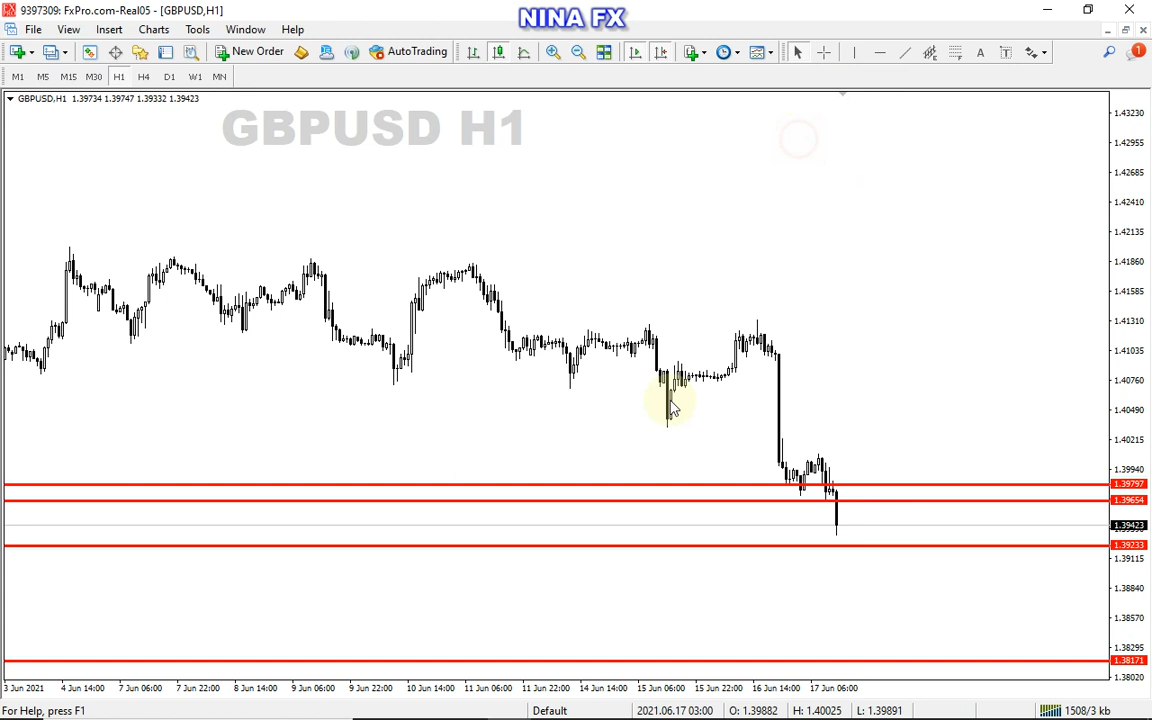 9397309: FxPro.com-Real05 - [GBPUSD,H1]
NINA FX
File View Insert Charts Tools Window Help
New Order AutoTrading
A T 1
M1 M5 M15 M30 H1 H4 D1 W1 MN
GBPUSD,H1 1.39734 1.39747 1.39332 1.39423
GBPUSD H1
1.43230
1.42955
1.42685
1.42410
1.42135
1.41860
1.41585
1.41310
1.41035
1.40760
1.40490
1.40215
1.39940
1.39797
1.39654
1.39423
1.39233
1.39115
1.38840
1.38570
1.38295
1.38171
1.38020
3 Jun 2021 4 Jun 14:00 7 Jun 06:00 7 Jun 22:00 8 Jun 14:00 9 Jun 06:00 9 Jun 22:00 10 Jun 14:00 11 Jun 06:00 11 Jun 22:00 14 Jun 14:00 15 Jun 06:00 15 Jun 22:00 16 Jun 14:00 17 Jun 06:00
For Help, press F1 Default 2021.06.17 03:00 O: 1.39882 H: 1.40025 L: 1.39891 1508/3 kb